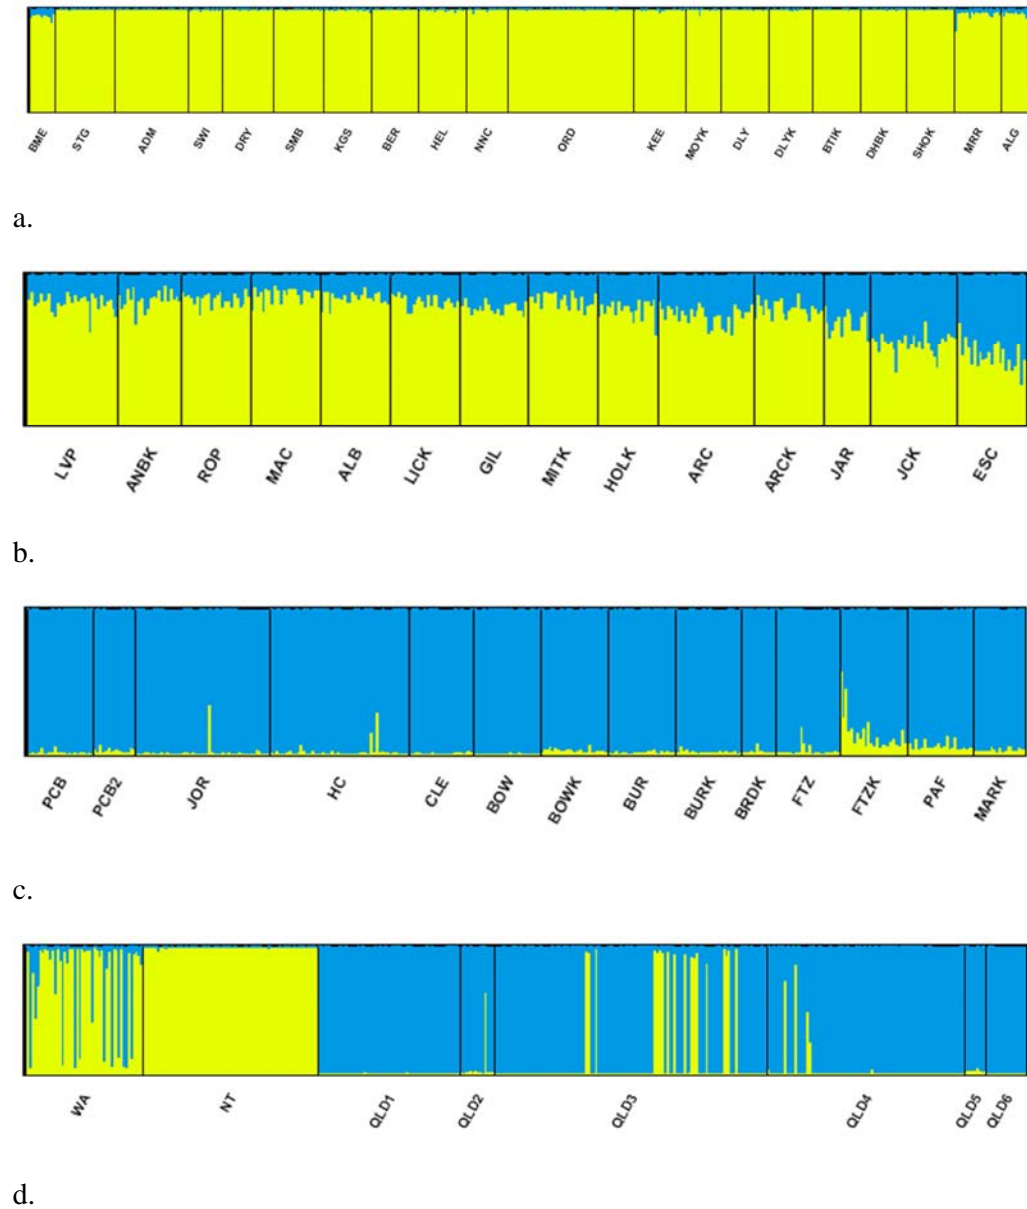 BME STG ADM SWI DRY SMB KGS BER HEL NNC ORD KEE MOYK DLY DLYK BTIK DHBK SHOK MRR ALG
a.
LVP ANBK ROP MAC ALB LICK GIL MITK HOLK ARC ARCK JAR JCK ESC
b.
PCB PCB2 JOR HC CLE BOW BOWK BUR BURK BRDK FTZ FTZK PAF MARK
c.
WA NT QLD1 QLD2 QLD3 QLD4 QLD5 QLD6
d.